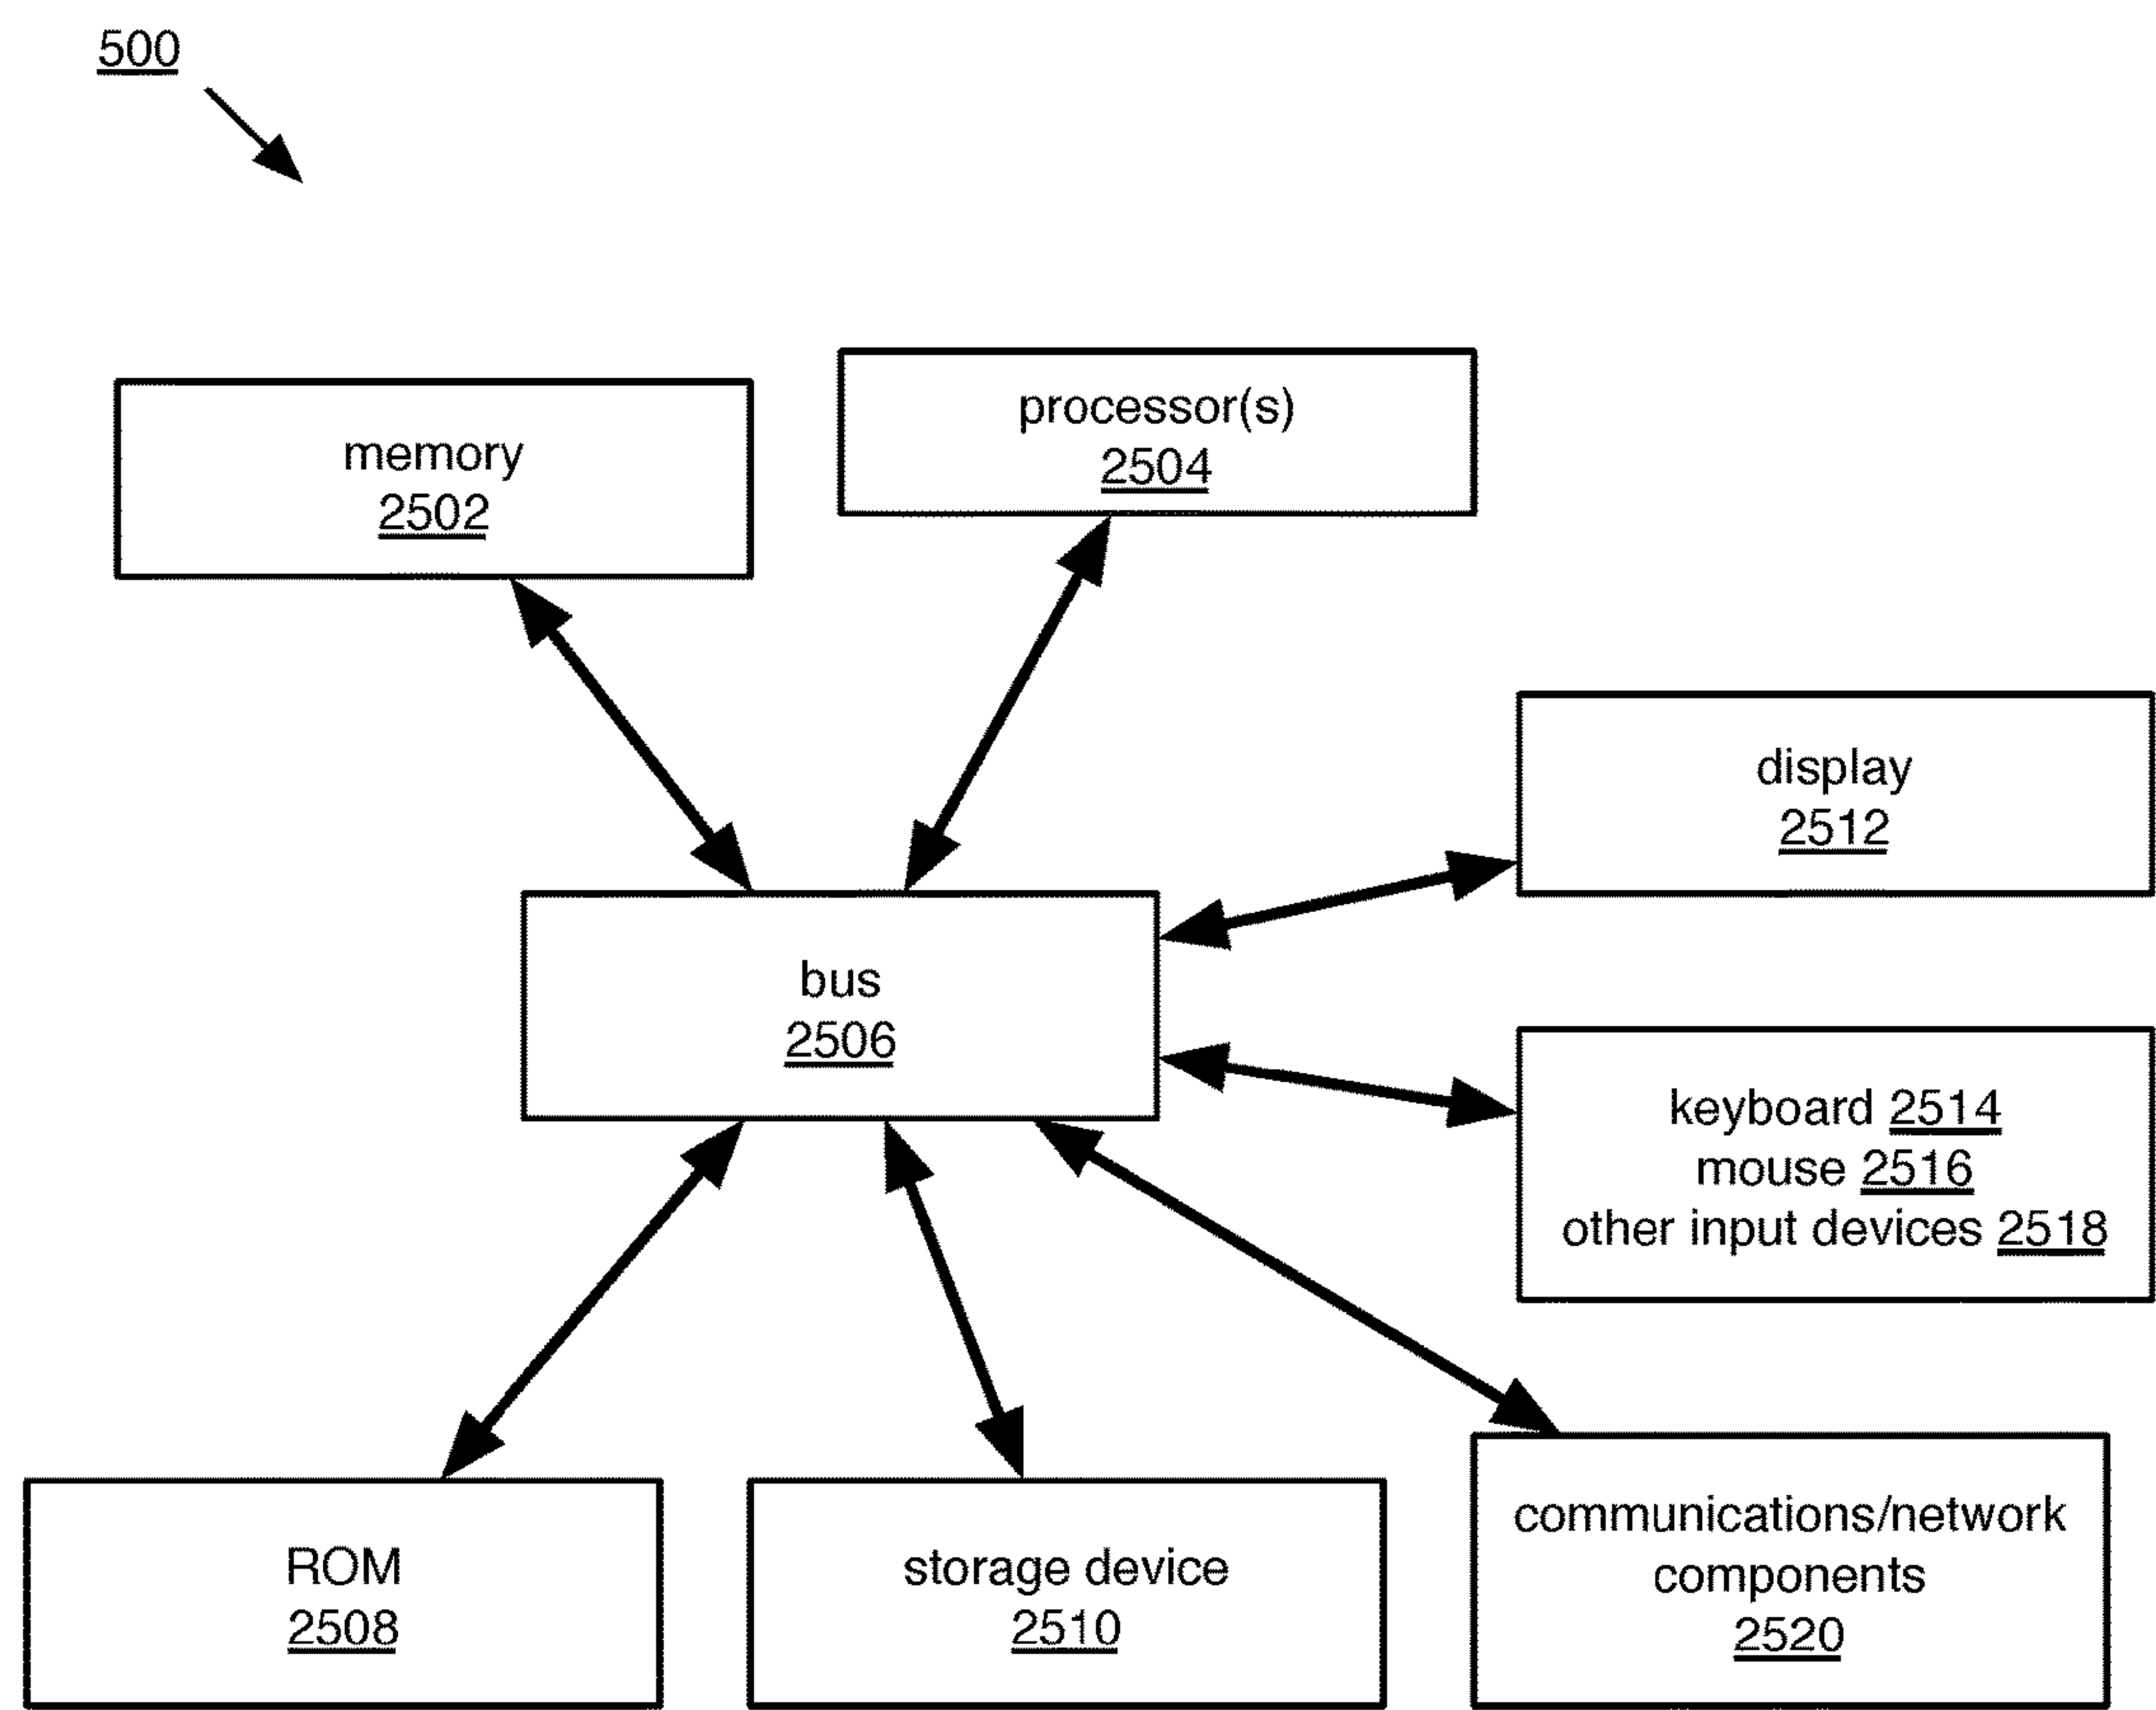 500
processor(s)
2504
memory
2502
display
2512
bus
2506
keyboard 2514
mouse 2516
other input devices 2518
ROM
2508
storage device
2510
communications/network
components
2520